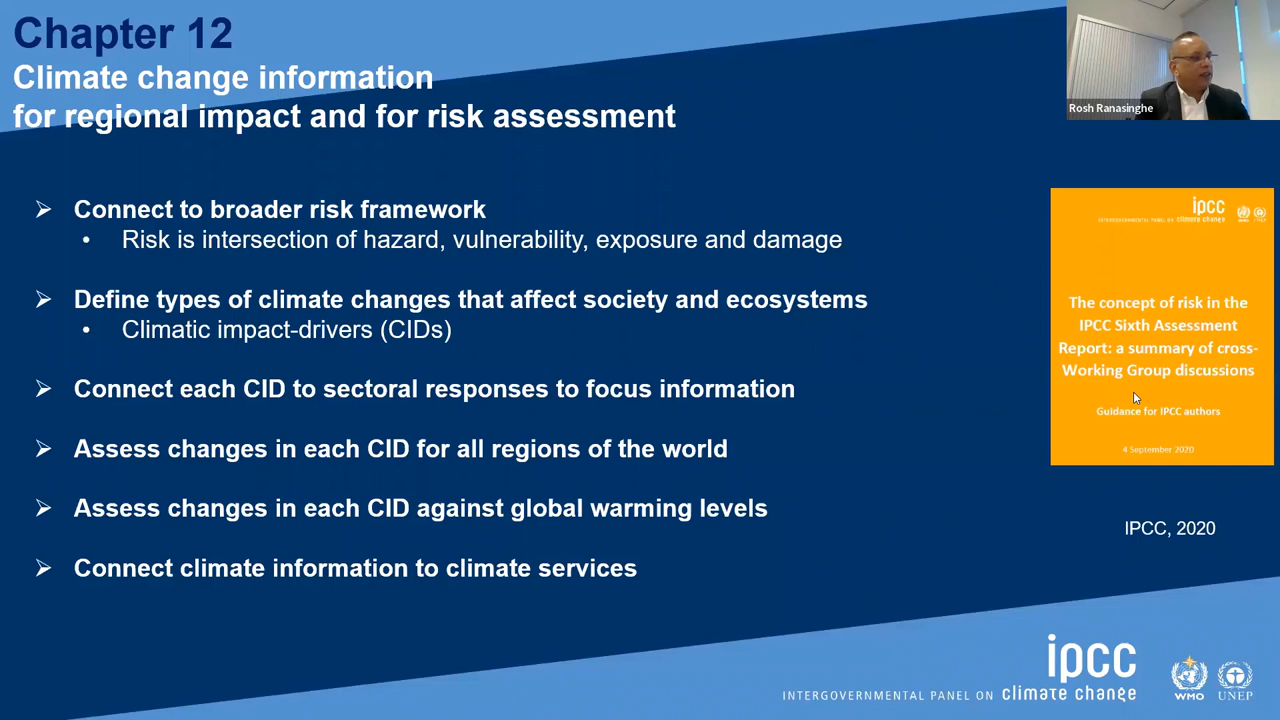 Chapter 12
Climate change information
for regional impact and for risk assessment
Rosh Ranasinghe
➢ Connect to broader risk framework
• Risk is intersection of hazard, vulnerability, exposure and damage
➢ Define types of climate changes that affect society and ecosystems
• Climatic impact-drivers (CIDs)
➢ Connect each CID to sectoral responses to focus information
➢ Assess changes in each CID for all regions of the world
➢ Assess changes in each CID against global warming levels
➢ Connect climate information to climate services
ipcc
INTERGOVERNMENTAL PANEL ON climate change
The concept of risk in the
IPCC Sixth Assessment
Report: a summary of cross-
Working Group discussions
Guidance for IPCC authors
4 September 2020
IPCC, 2020
ipcc
INTERGOVERNMENTAL PANEL ON climate change
WMO
UNEP